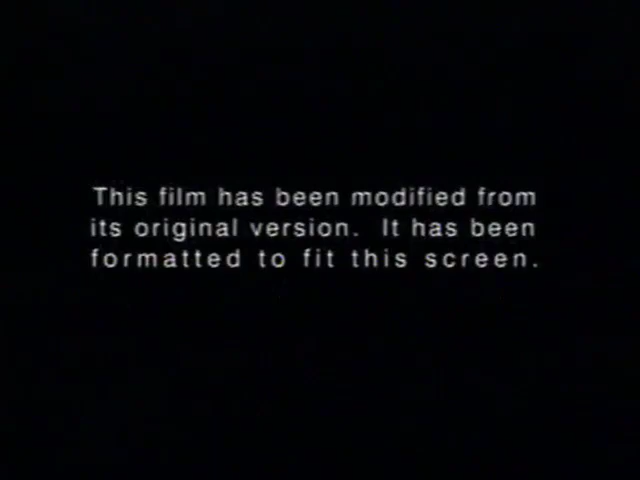 This film has been modified from
its original version. It has been
formatted to fit this screen.